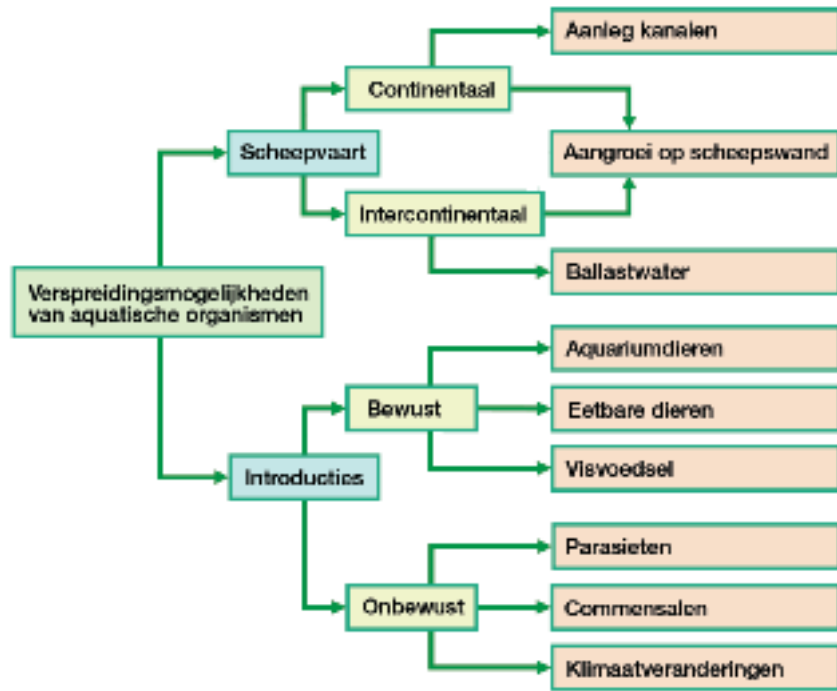 Aanleg kanalen
Continentaal
Scheepvaart
Aangroei op scheepswand
Intercontinentaal
Ballastwater
Verspreidingsmogelijkheden
van aquatische organismen
Aquariumdieren
Bewust
Eetbare dieren
Visvoedsel
Introducties
Parasieten
Onbewust
Commensalen
Klimaatveranderingen